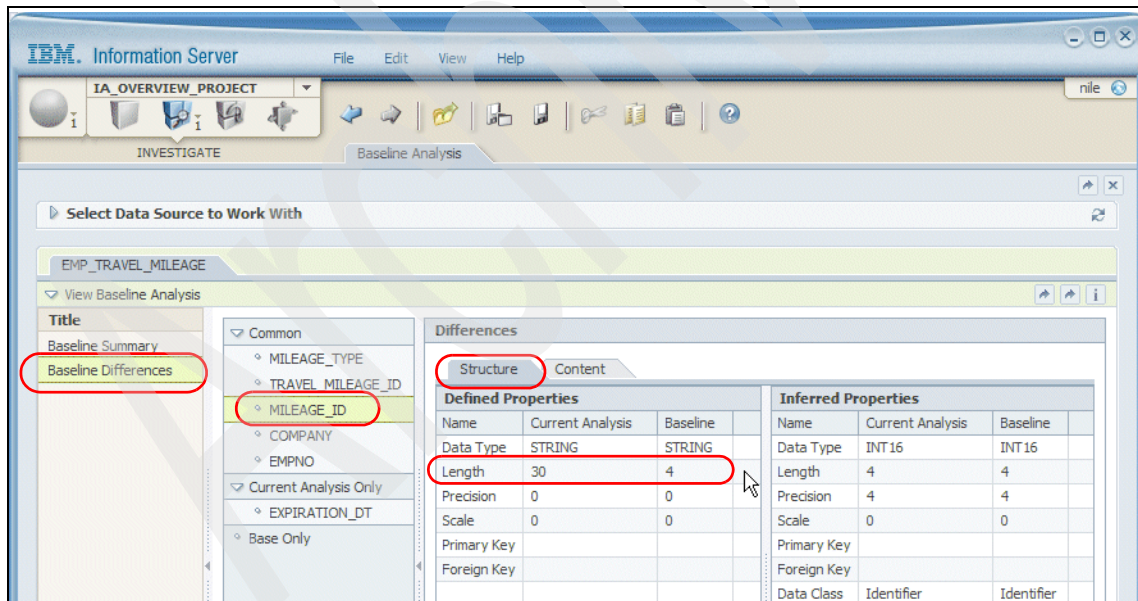 IBM. Information Server
File Edit View Help
IA_OVERVIEW_PROJECT
nile
i
i
INVESTIGATE
Baseline Analysis
Select Data Source to Work With
EMP_TRAVEL_MILEAGE
View Baseline Analysis
i
Title
Baseline Summary
Baseline Differences
Common
MILEAGE_TYPE
TRAVEL_MILEAGE_ID
MILEAGE_ID
COMPANY
EMPNO
Current Analysis Only
EXPIRATION_DT
Base Only
Differences
Structure Content
Defined Properties
Name Current Analysis Baseline
Data Type STRING STRING
Length 30 4
Precision 0 0
Scale 0 0
Primary Key
Foreign Key
Inferred Properties
Name Current Analysis Baseline
Data Type INT16 INT16
Length 4 4
Precision 4 4
Scale 0 0
Primary Key
Foreign Key
Data Class Identifier Identifier